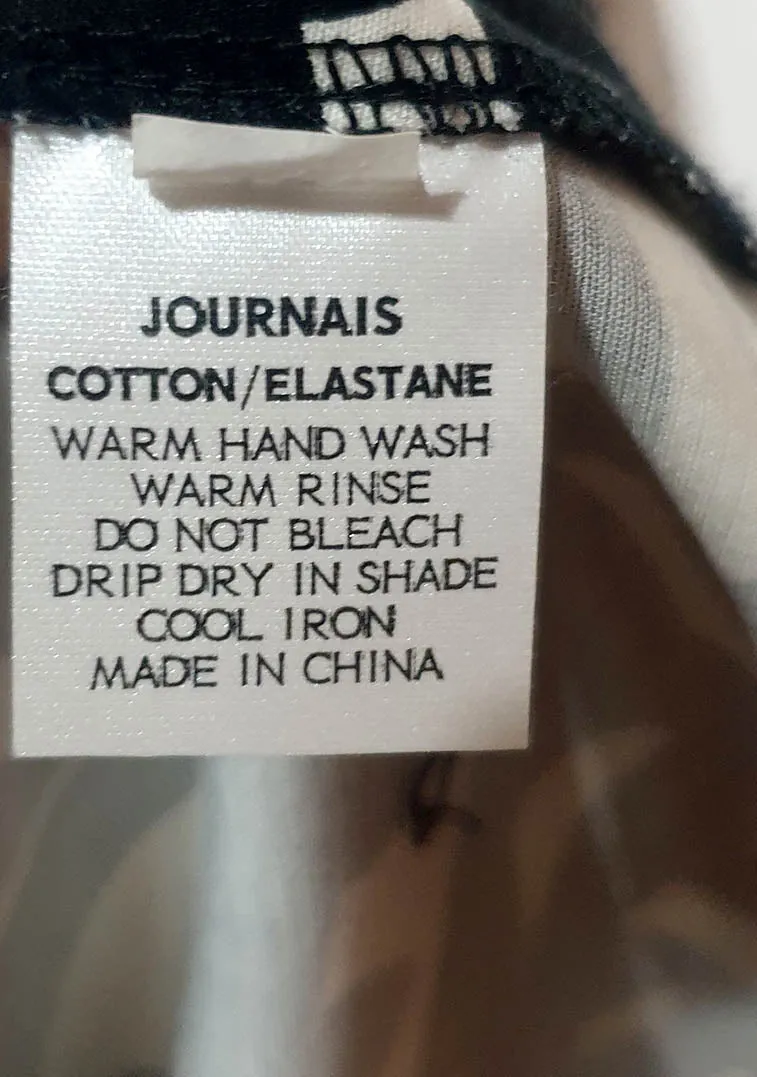 JOURNAIS
COTTON/ELASTANE
WARM HAND WASH
WARM RINSE
DO NOT BLEACH
DRIP DRY IN SHADE
COOL IRON
MADE IN CHINA